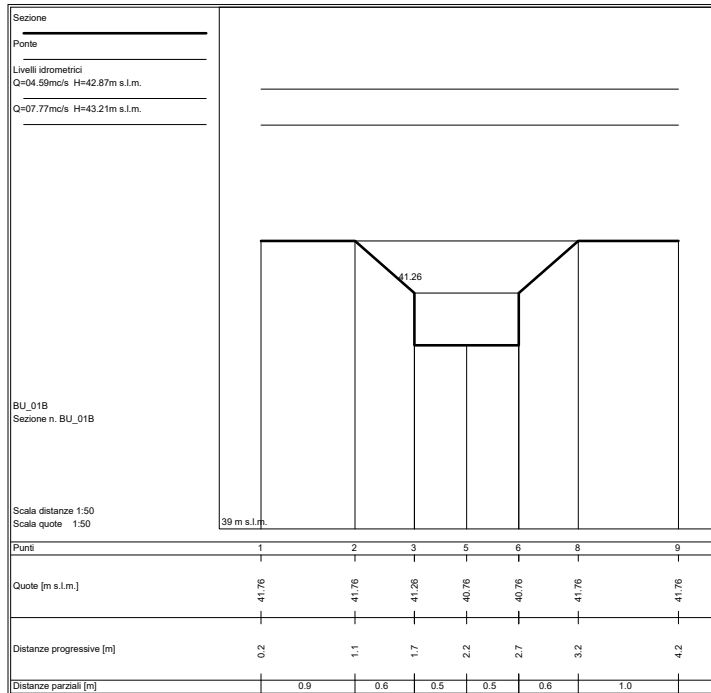 Sezione
Ponte
Livelli idrometrici
Q=04.59mc/s H=42.87m s.l.m.
Q=07.77mc/s H=43.21m s.l.m.
41.26
BU_01B
Sezione n. BU_01B
Scala distanze 1:50
Scala quote 1:50
39 m s.l.m.
Punti 1 2 3 5 6 8 9
Quote [m s.l.m.] 41.76 41.76 41.26 40.76 40.76 41.76 41.76
Distanze progressive [m] 0.2 1.1 1.7 2.2 2.7 3.2 4.2
Distanze parziali [m] 0.9 0.6 0.5 0.5 0.6 1.0